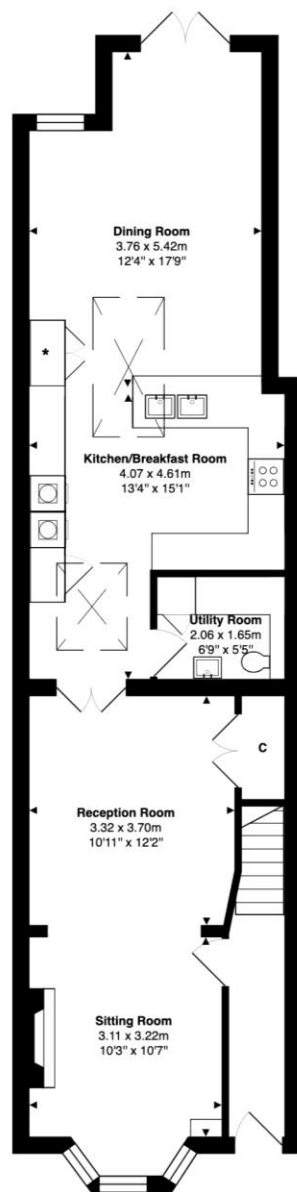 Dining Room
3.76 x 5.42m
12'4" x 17'9"
*
Kitchen/Breakfast Room
4.07 x 4.61m
13'4" x 15'1"
Utility Room
2.06 x 1.65m
6'9" x 5'5"
C
Reception Room
3.32 x 3.70m
10'11" x 12'2"
Sitting Room
3.11 x 3.22m
10'3" x 10'7"